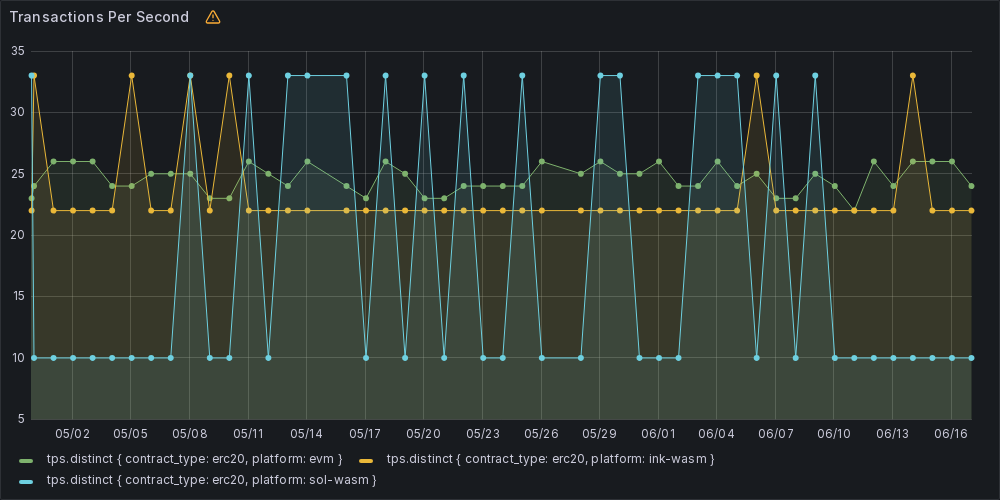 Transactions Per Second
35
30
25
20
15
10
5
05/02 05/05 05/08 05/11 05/14 05/17 05/20 05/23 05/26 05/29 06/01 06/04 06/07 06/10 06/13 06/16
tps.distinct { contract_type: erc20, platform: evm } tps.distinct { contract_type: erc20, platform: ink-wasm }
tps.distinct { contract_type: erc20, platform: sol-wasm }